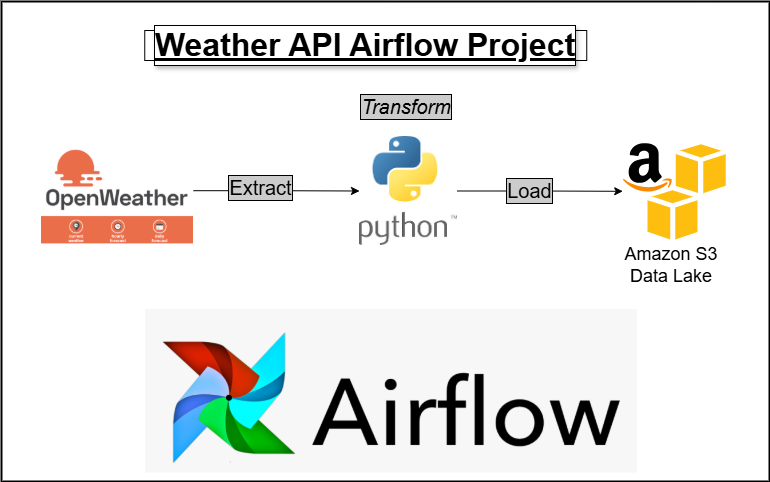 Weather API Airflow Project
Transform
OpenWeather
Extract
python™
Load
a
current
weather
hourly
forecast
daily
forecast
Amazon S3
Data Lake
Airflow